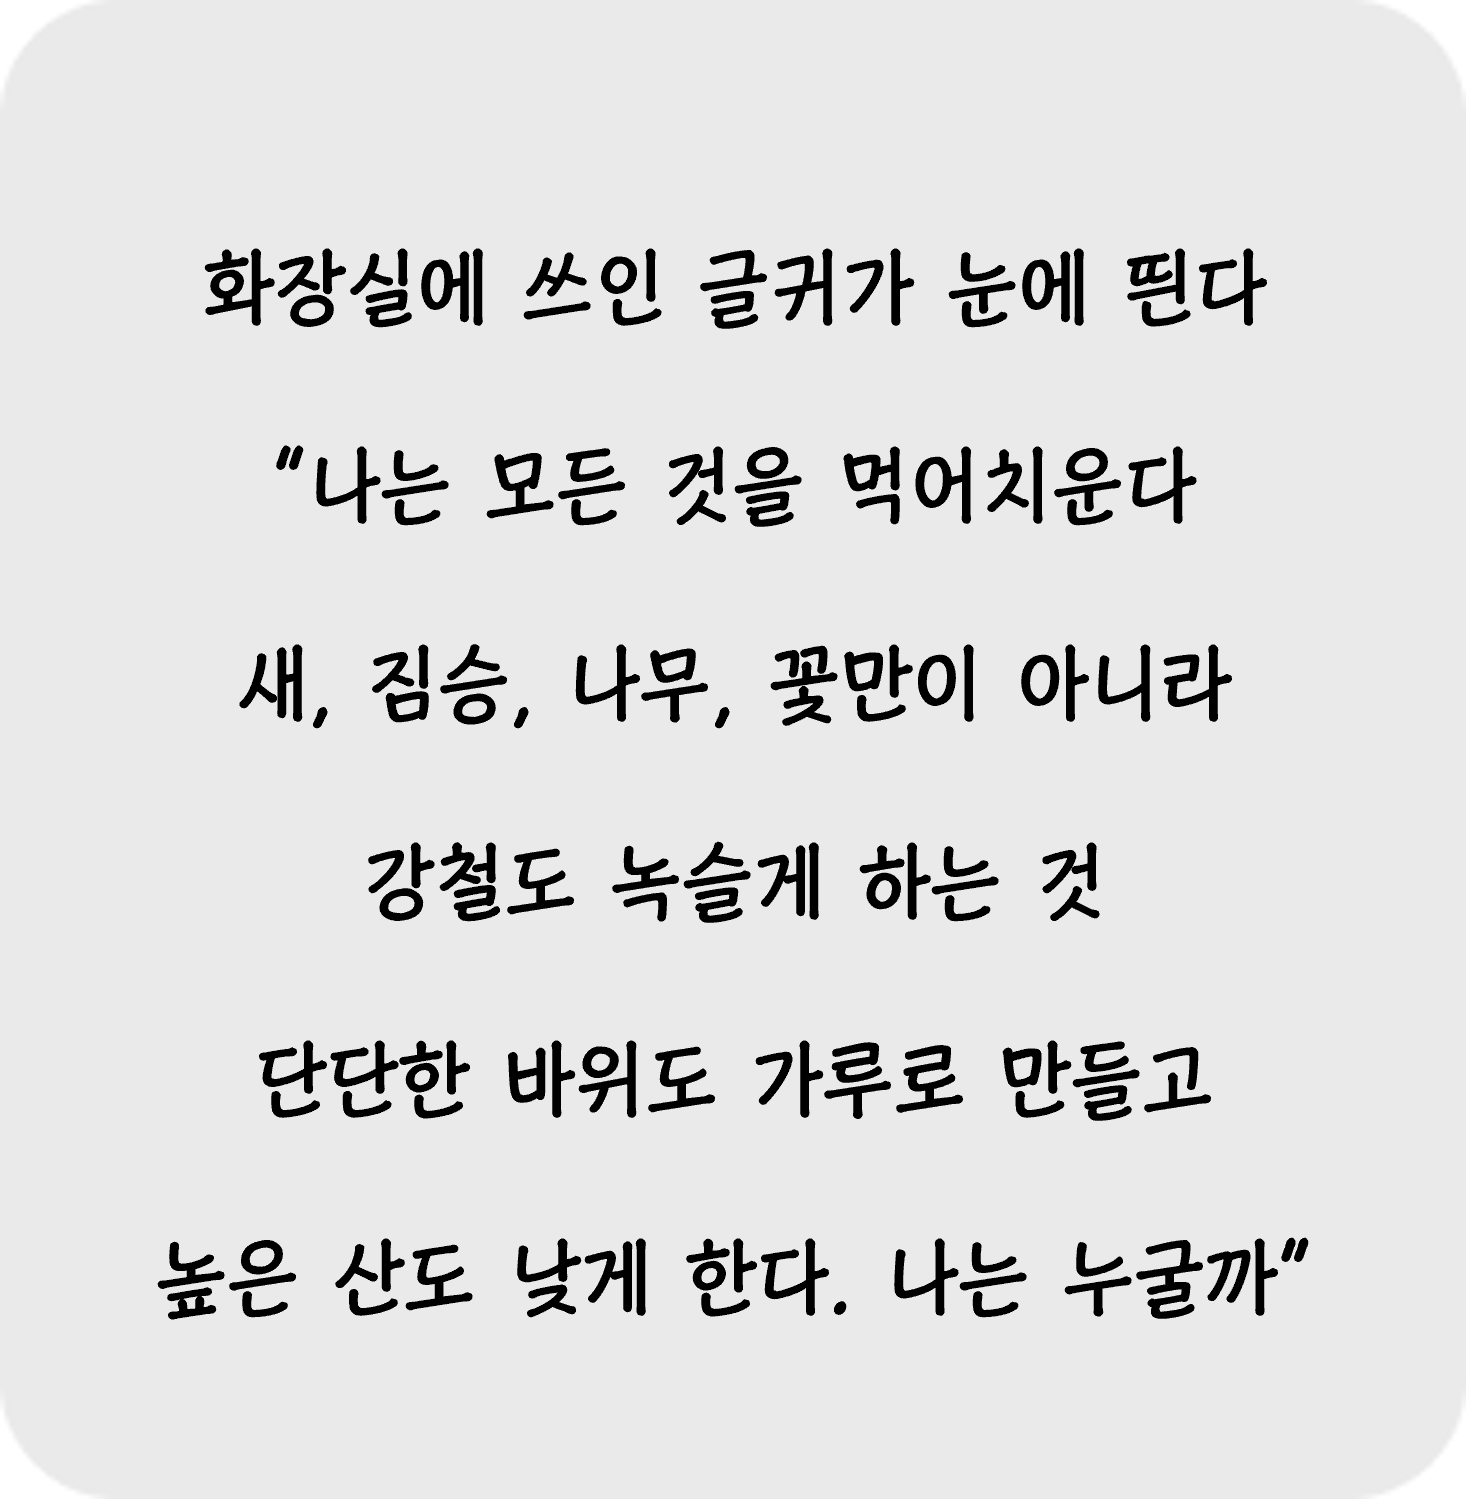 화장실에 쓰인 글귀가 눈에 띈다
"나는 모든 것을 먹어치운다
새, 짐승, 나무, 꽃만이 아니라
강철도 녹슬게 하는 것
단단한 바위도 가루로 만들고
높은 산도 낮게 한다. 나는 누굴까"